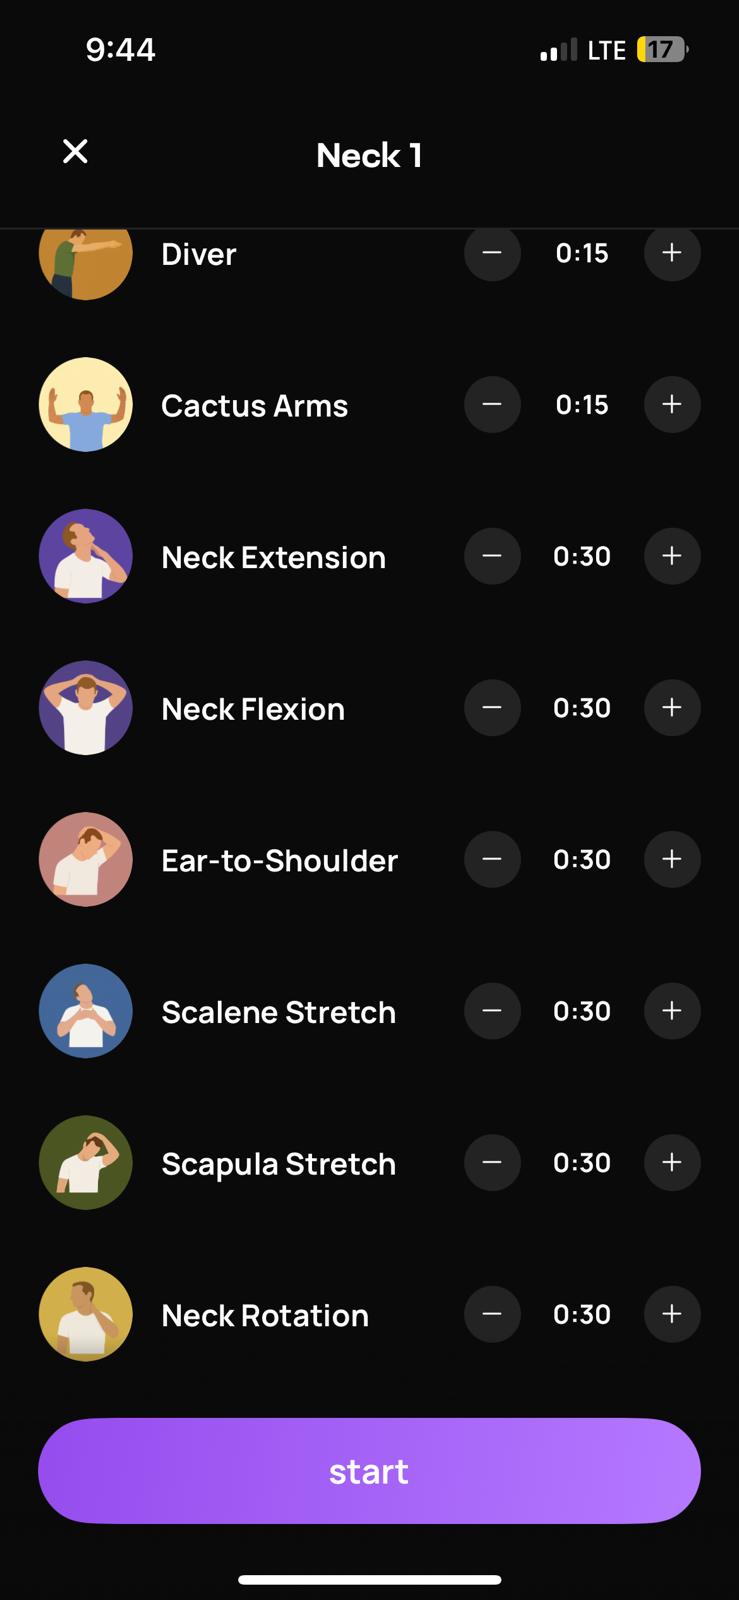 9:44
LTE
17
Neck 1
Diver
0:15
Cactus Arms
0:15
Neck Extension
0:30
Neck Flexion
0:30
Ear-to-Shoulder
0:30
Scalene Stretch
0:30
Scapula Stretch
0:30
Neck Rotation
0:30
start